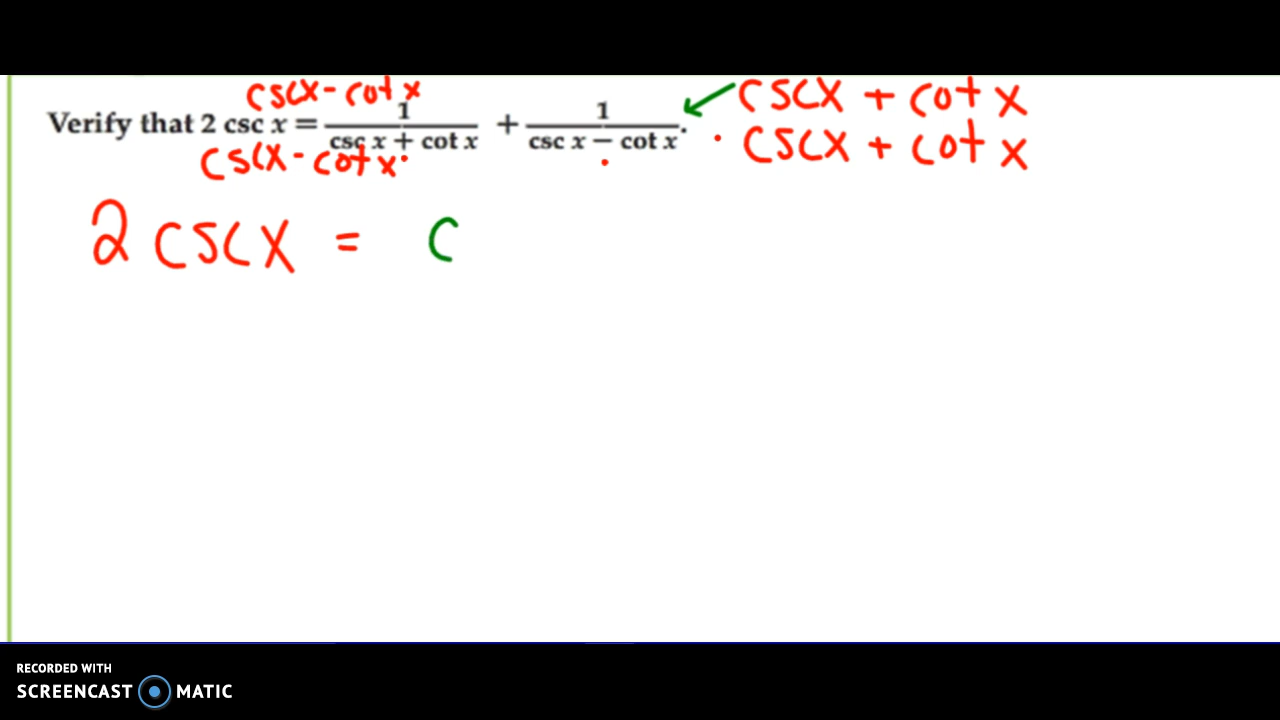 cscx - cot x
cscx + cot x
Verify that 2 csc x = 1 / csc x + cot x + 1 / csc x − cot x.
· cscx + cot x
cscx - cot x ·
2 cscx = c
RECORDED WITH
SCREENCAST MATIC